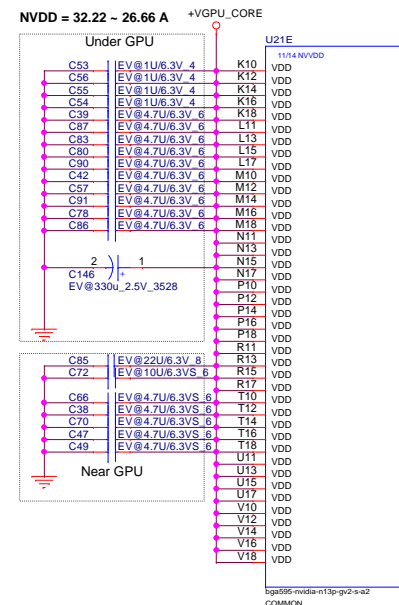 NVDD = 32.22 ~ 26.66 A
+VGPU_CORE
Under GPU
U21E
11/14 NVVDD
C53 EV@1U/6.3V_4 K10 VDD
C56 EV@1U/6.3V_4 K12 VDD
C55 EV@1U/6.3V_4 K14 VDD
C54 EV@1U/6.3V_4 K16 VDD
C39 EV@4.7U/6.3V_6 K18 VDD
C87 EV@4.7U/6.3V_6 L11 VDD
C83 EV@4.7U/6.3V_6 L13 VDD
C80 EV@4.7U/6.3V_6 L15 VDD
C90 EV@4.7U/6.3V_6 L17 VDD
C42 EV@4.7U/6.3V_6 M10 VDD
C57 EV@4.7U/6.3V_6 M12 VDD
C91 EV@4.7U/6.3V_6 M14 VDD
C78 EV@4.7U/6.3V_6 M16 VDD
C86 EV@4.7U/6.3V_6 M18 VDD
N11 VDD
N13 VDD
2 1 N15 VDD
C146 + N17 VDD
EV@330u_2.5V_3528 P10 VDD
P12 VDD
P14 VDD
P16 VDD
P18 VDD
R11 VDD
C85 EV@22U/6.3V_8 R13 VDD
C72 EV@10U/6.3VS_6 R15 VDD
R17 VDD
C66 EV@4.7U/6.3VS_6 T10 VDD
C38 EV@4.7U/6.3VS_6 T12 VDD
C70 EV@4.7U/6.3VS_6 T14 VDD
C47 EV@4.7U/6.3VS_6 T16 VDD
C49 EV@4.7U/6.3VS_6 T18 VDD
U11 VDD
Near GPU U13 VDD
U15 VDD
U17 VDD
V10 VDD
V12 VDD
V14 VDD
V16 VDD
V18 VDD
bga595-nvidia-n13p-gv2-s-a2
COMMON